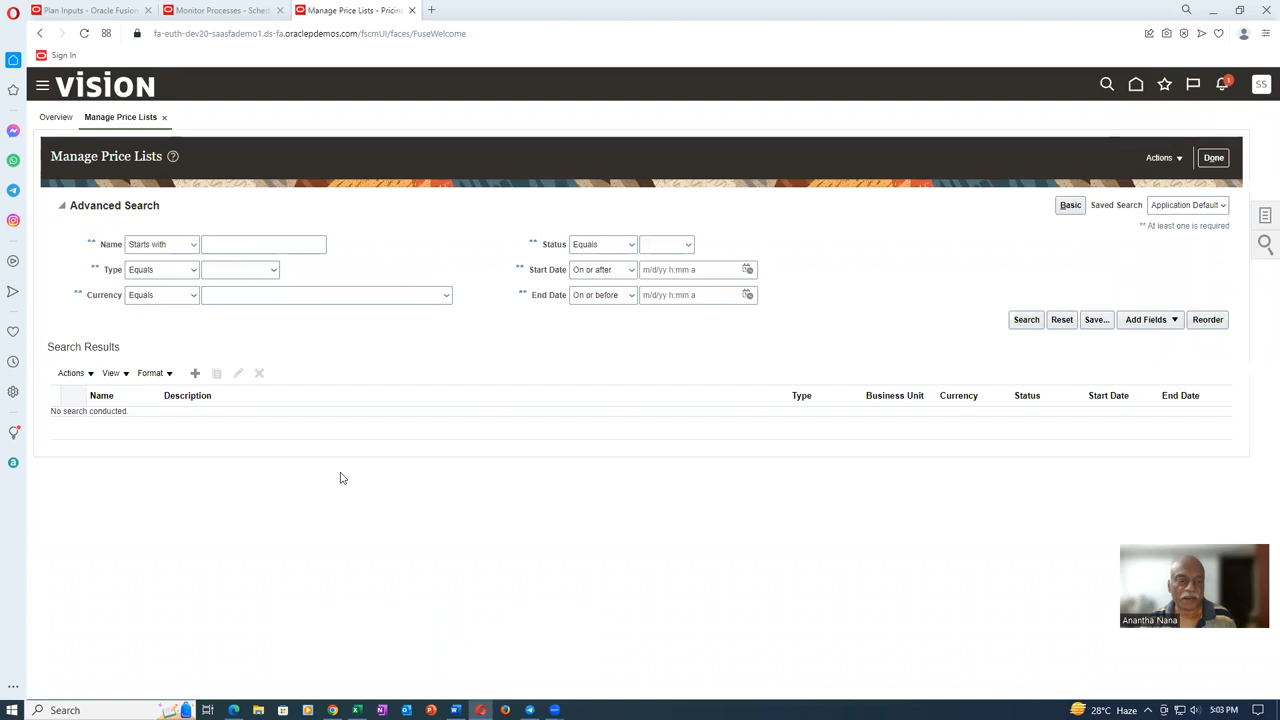 Plan Inputs - Oracle Fusion
Monitor Processes - Sched
Manage Price Lists - Pricing
fa-euth-dev20-saasfademo1.ds-fa.oraclepdemos.com/fscmUI/faces/FuseWelcome
Sign In
VISION
1
SS
Overview
Manage Price Lists
Manage Price Lists
Actions
Done
Advanced Search
Basic
Saved Search
Application Default
** At least one is required
** Name
Starts with
** Status
Equals
** Type
Equals
** Start Date
On or after
m/d/yy h:mm a
** Currency
Equals
** End Date
On or before
m/d/yy h:mm a
Search
Reset
Save...
Add Fields
Reorder
Search Results
Actions
View
Format
Name
Description
Type
Business Unit
Currency
Status
Start Date
End Date
No search conducted.
Anantha Nana
Search
28°C Haze
5:03 PM